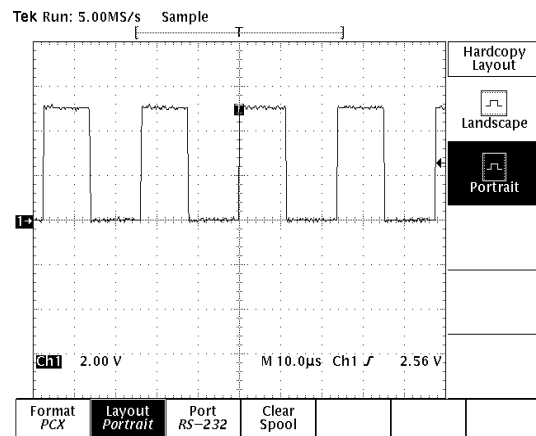 Tek Run: 5.00MS/s Sample
T
Hardcopy
Layout
Landscape
T
Portrait
1→
Ch1 2.00 V M 10.0µs Ch1 ƒ 2.56 V
Format Layout Port Clear
PCX Portrait RS−232 Spool